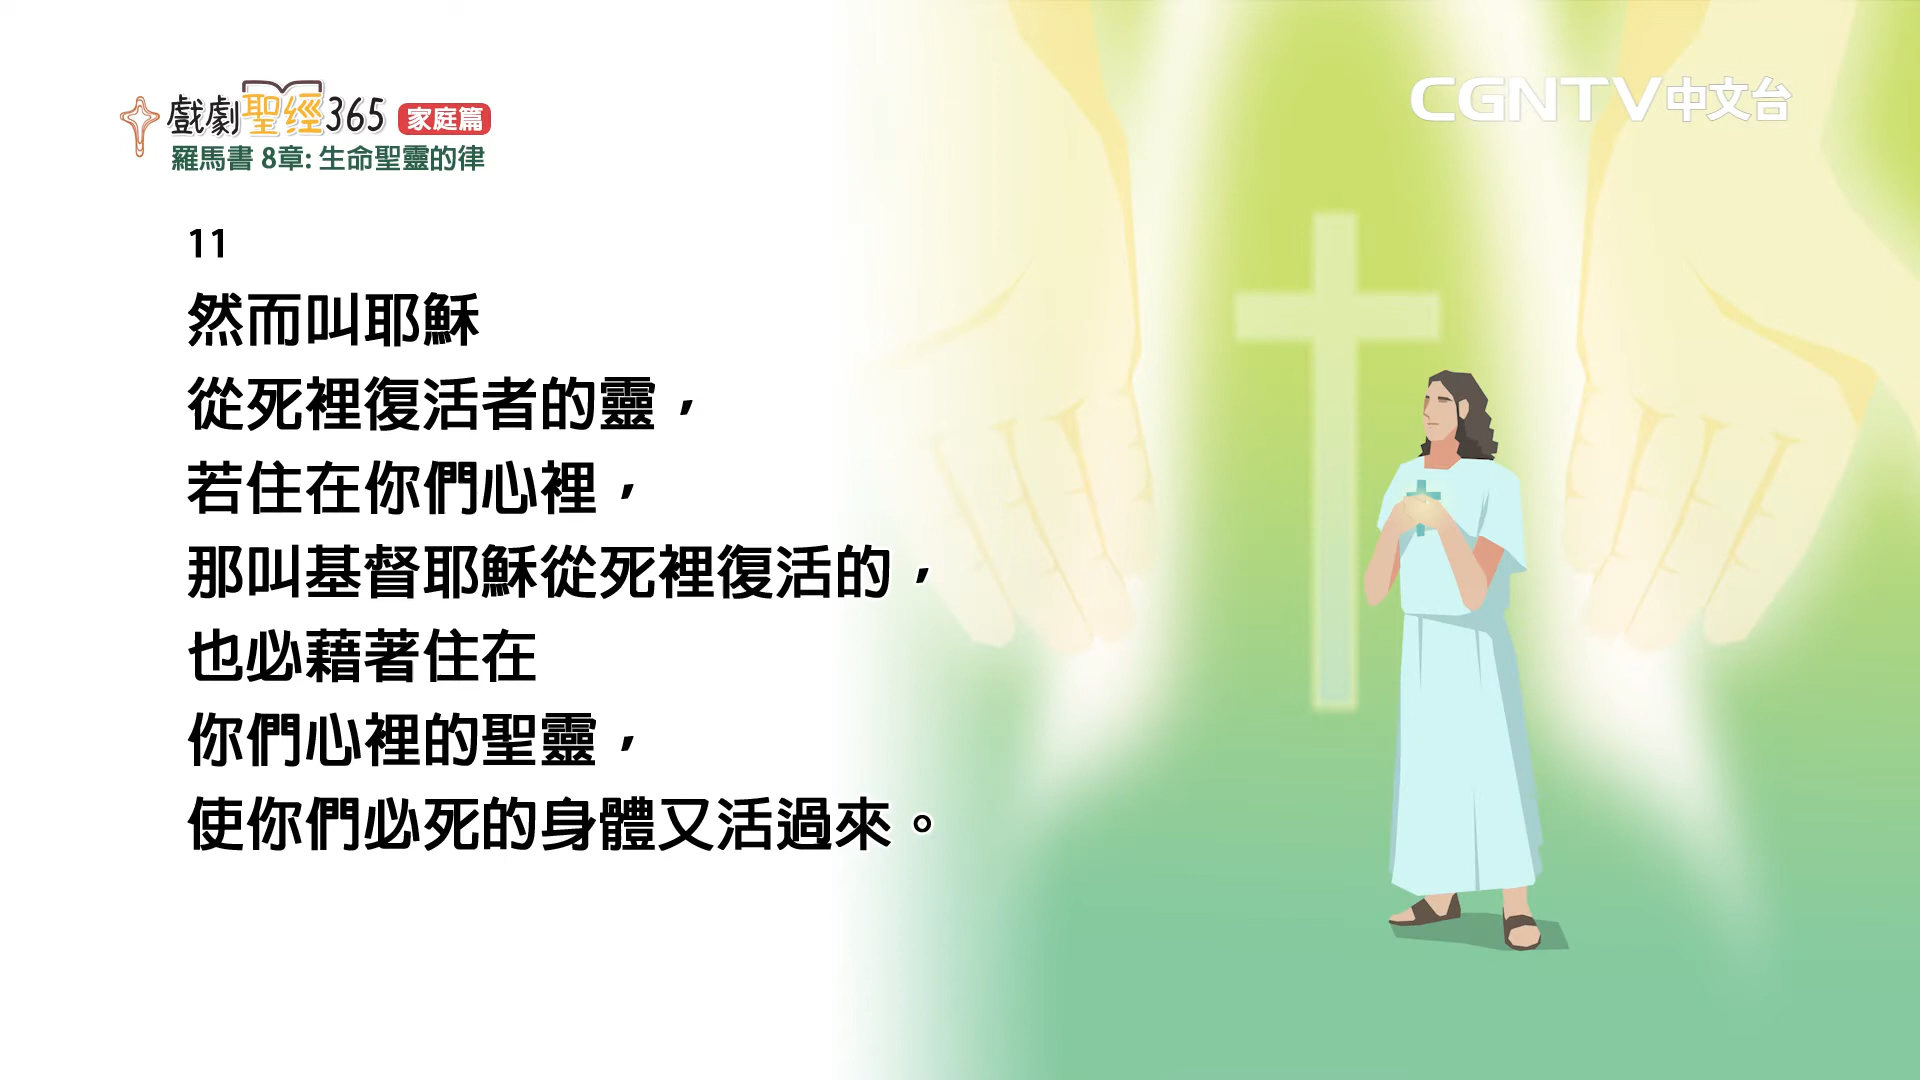 戲劇聖經365 家庭篇
CGNTV中文台
羅馬書 8章: 生命聖靈的律
11
然而叫耶穌
從死裡復活者的靈，
若住在你們心裡，
那叫基督耶穌從死裡復活的，
也必藉著住在
你們心裡的聖靈，
使你們必死的身體又活過來。